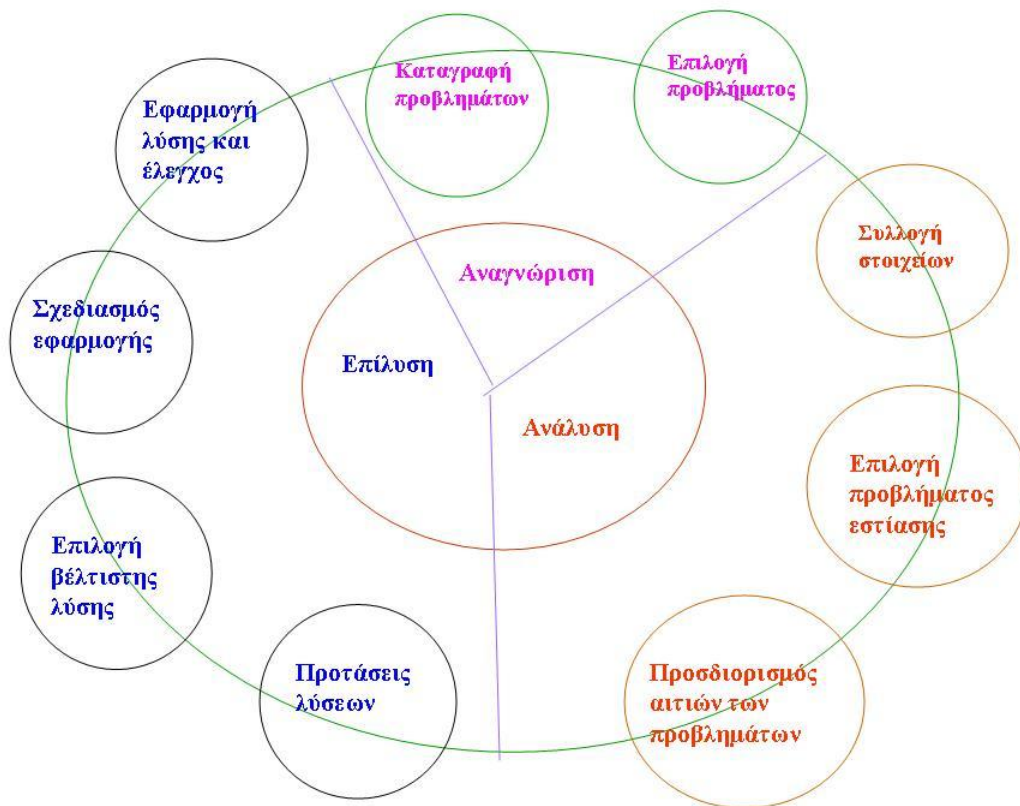 Καταγραφή
προβλημάτων
Επιλογή
προβλήματος
Συλλογή
στοιχείων
Επιλογή
προβλήματος
εστίασης
Προσδιορισμός
αιτιών των
προβλημάτων
Προτάσεις
λύσεων
Επιλογή
βέλτιστης
λύσης
Σχεδιασμός
εφαρμογής
Εφαρμογή
λύσης και
έλεγχος
Αναγνώριση
Επίλυση
Ανάλυση